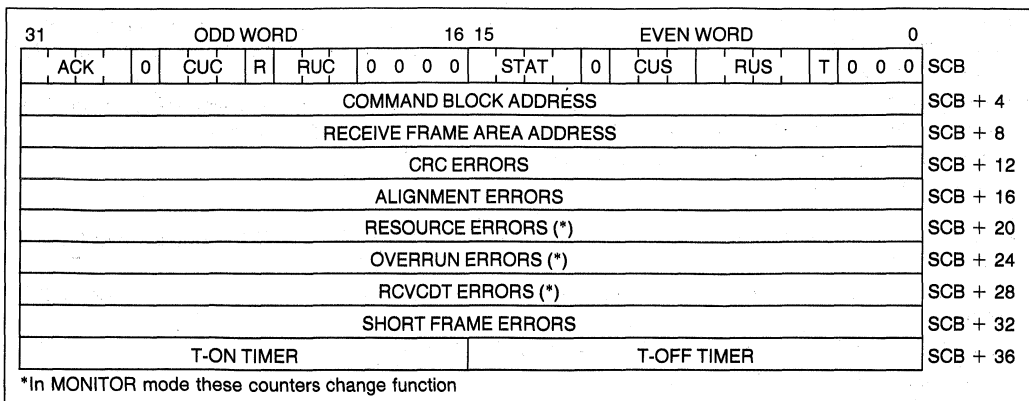 31 ODD WORD 16 15 EVEN WORD 0
ACK 0 CUC R RUC 0 0 0 0 STAT 0 CUS RUS T 0 0 0 SCB
COMMAND BLOCK ADDRESS SCB + 4
RECEIVE FRAME AREA ADDRESS SCB + 8
CRC ERRORS SCB + 12
ALIGNMENT ERRORS SCB + 16
RESOURCE ERRORS (*) SCB + 20
OVERRUN ERRORS (*) SCB + 24
RCVCDT ERRORS (*) SCB + 28
SHORT FRAME ERRORS SCB + 32
T-ON TIMER T-OFF TIMER SCB + 36
*In MONITOR mode these counters change function